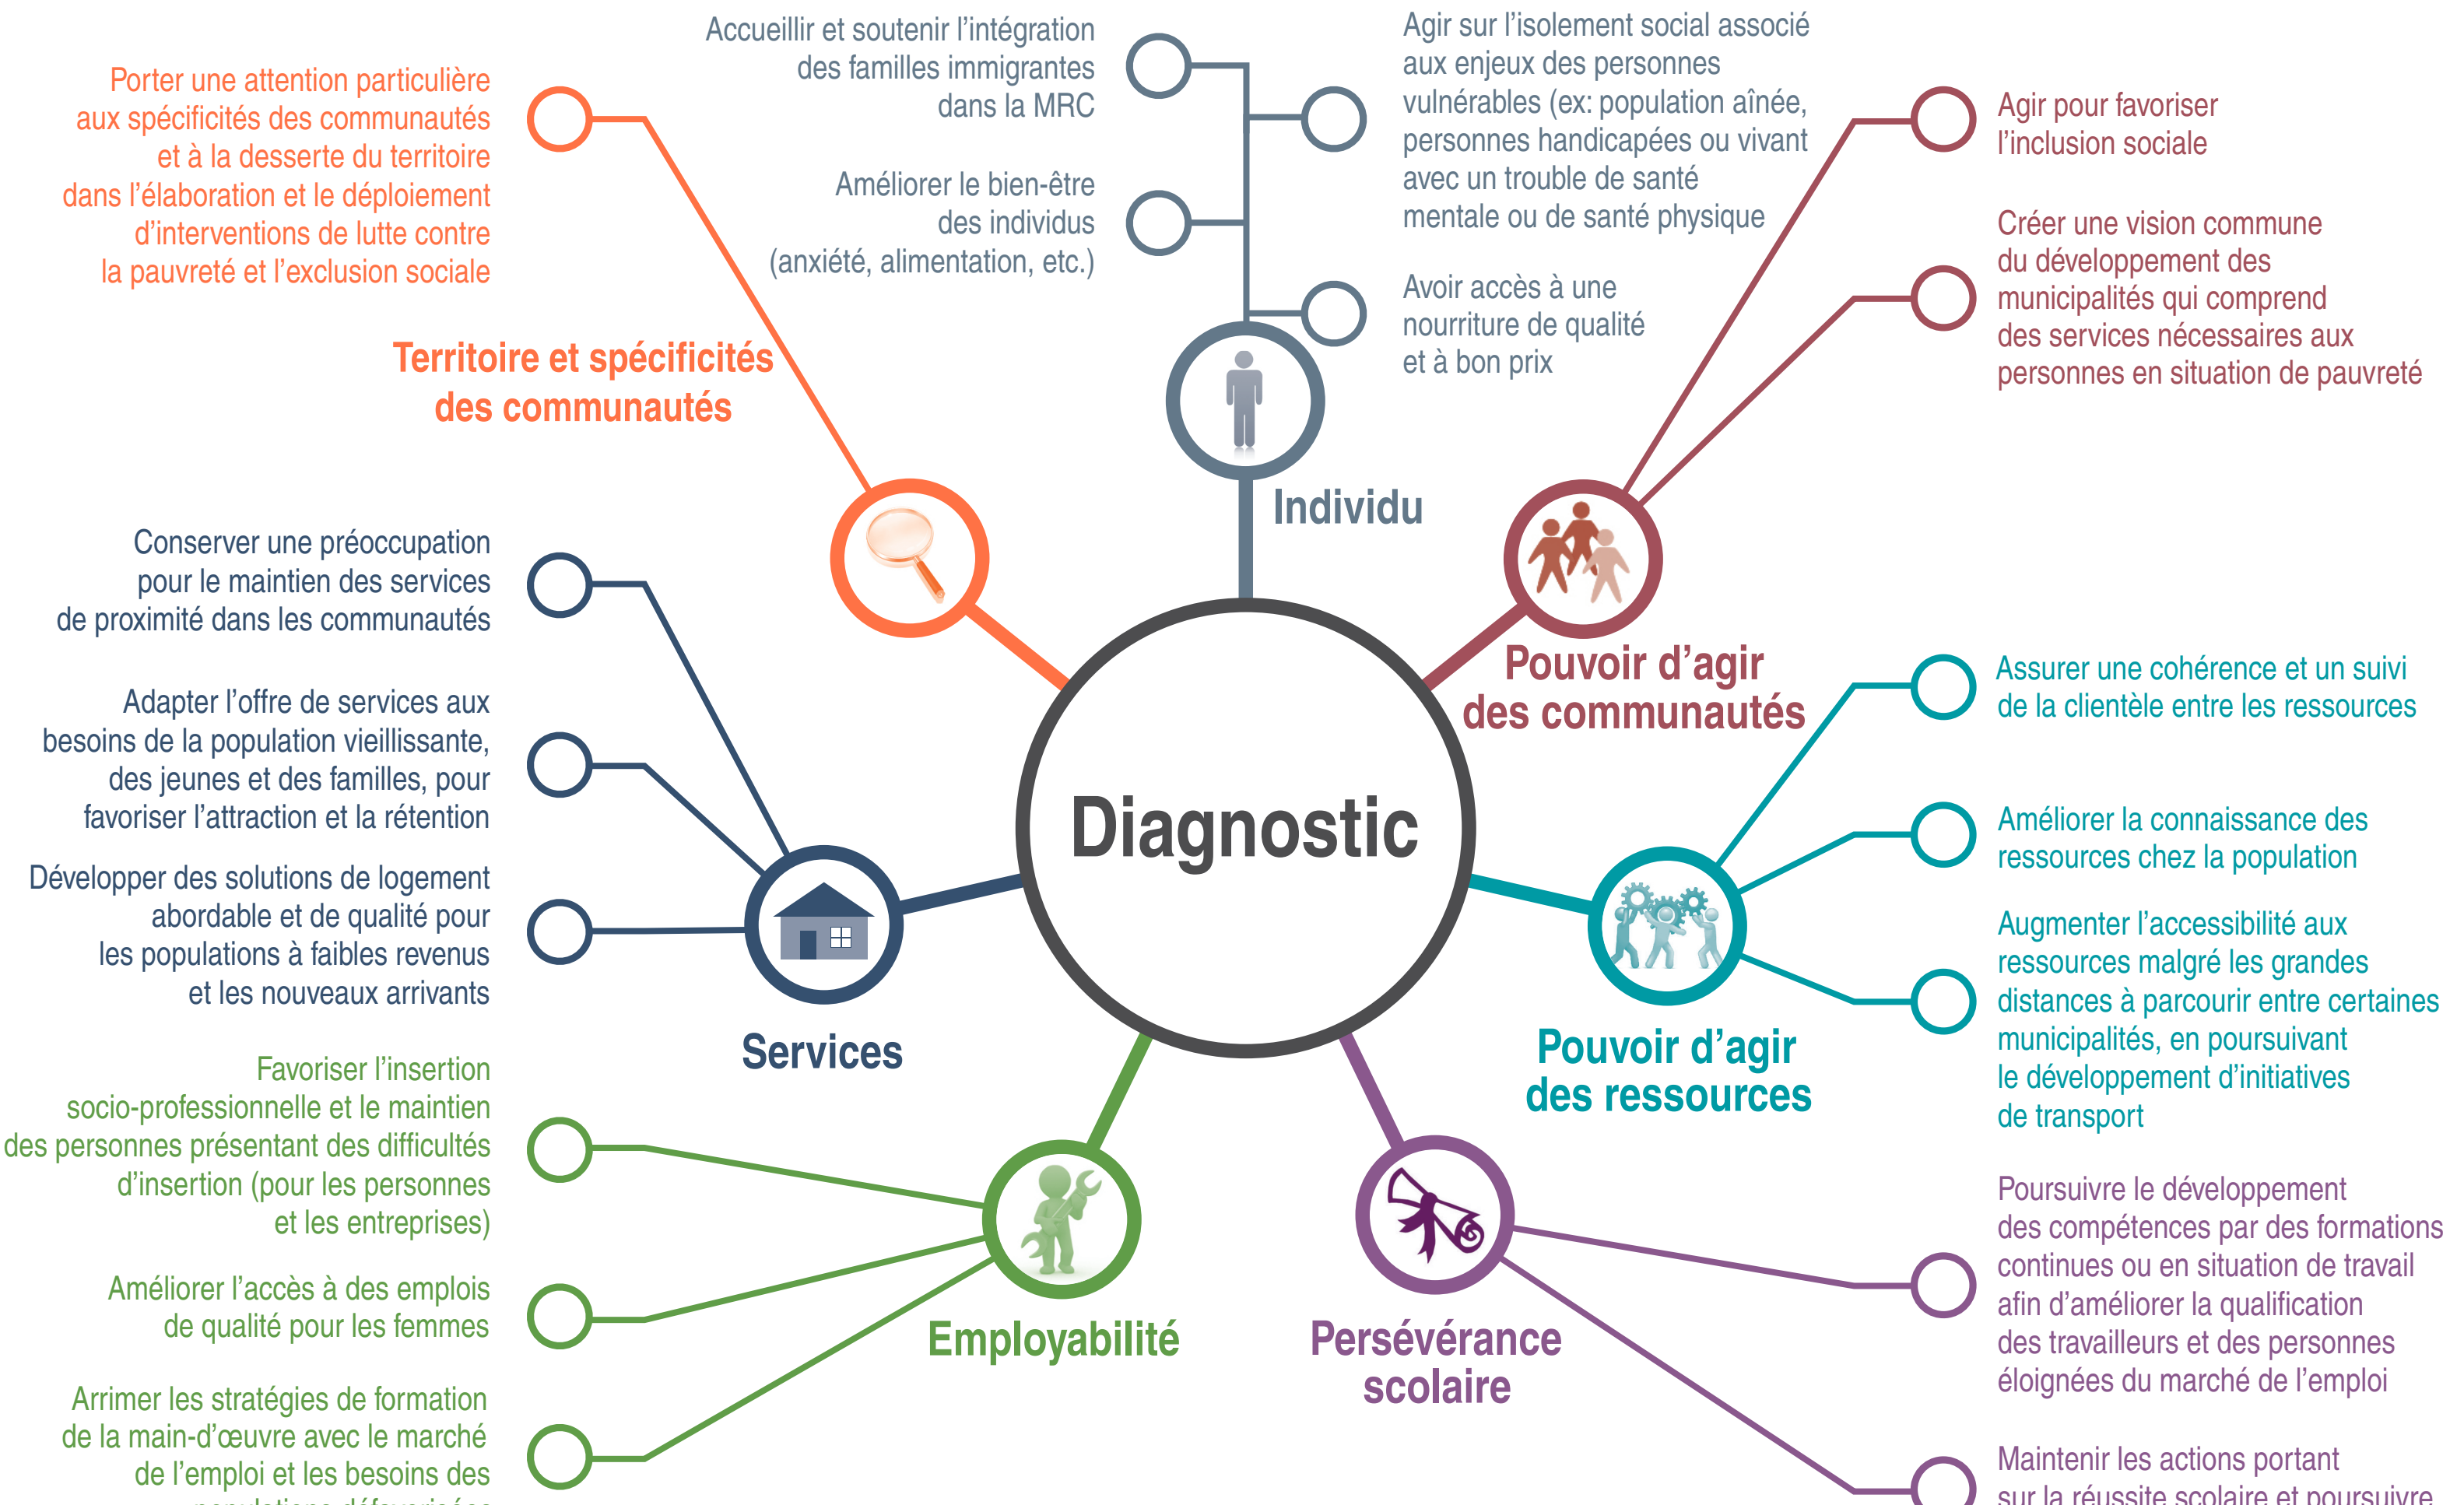 Accueillir et soutenir l’intégration
des familles immigrantes
dans la MRC
Améliorer le bien-être
des individus
(anxiété, alimentation, etc.)
Agir sur l’isolement social associé
aux enjeux des personnes
vulnérables (ex: population aînée,
personnes handicapées ou vivant
avec un trouble de santé
mentale ou de santé physique
Avoir accès à une
nourriture de qualité
et à bon prix
Individu
Porter une attention particulière
aux spécificités des communautés
et à la desserte du territoire
dans l’élaboration et le déploiement
d’interventions de lutte contre
la pauvreté et l’exclusion sociale
Territoire et spécificités
des communautés
Agir pour favoriser
l’inclusion sociale
Créer une vision commune
du développement des
municipalités qui comprend
des services nécessaires aux
personnes en situation de pauvreté
Pouvoir d’agir
des communautés
Conserver une préoccupation
pour le maintien des services
de proximité dans les communautés
Adapter l’offre de services aux
besoins de la population vieillissante,
des jeunes et des familles, pour
favoriser l’attraction et la rétention
Développer des solutions de logement
abordable et de qualité pour
les populations à faibles revenus
et les nouveaux arrivants
Services
Diagnostic
Assurer une cohérence et un suivi
de la clientèle entre les ressources
Améliorer la connaissance des
ressources chez la population
Augmenter l’accessibilité aux
ressources malgré les grandes
distances à parcourir entre certaines
municipalités, en poursuivant
le développement d’initiatives
de transport
Pouvoir d’agir
des ressources
Favoriser l’insertion
socio-professionnelle et le maintien
des personnes présentant des difficultés
d’insertion (pour les personnes
et les entreprises)
Améliorer l’accès à des emplois
de qualité pour les femmes
Arrimer les stratégies de formation
de la main-d’œuvre avec le marché
de l’emploi et les besoins des
populations défavorisées
Employabilité
Persévérance
scolaire
Poursuivre le développement
des compétences par des formations
continues ou en situation de travail
afin d’améliorer la qualification
des travailleurs et des personnes
éloignées du marché de l’emploi
Maintenir les actions portant
sur la réussite scolaire et poursuivre